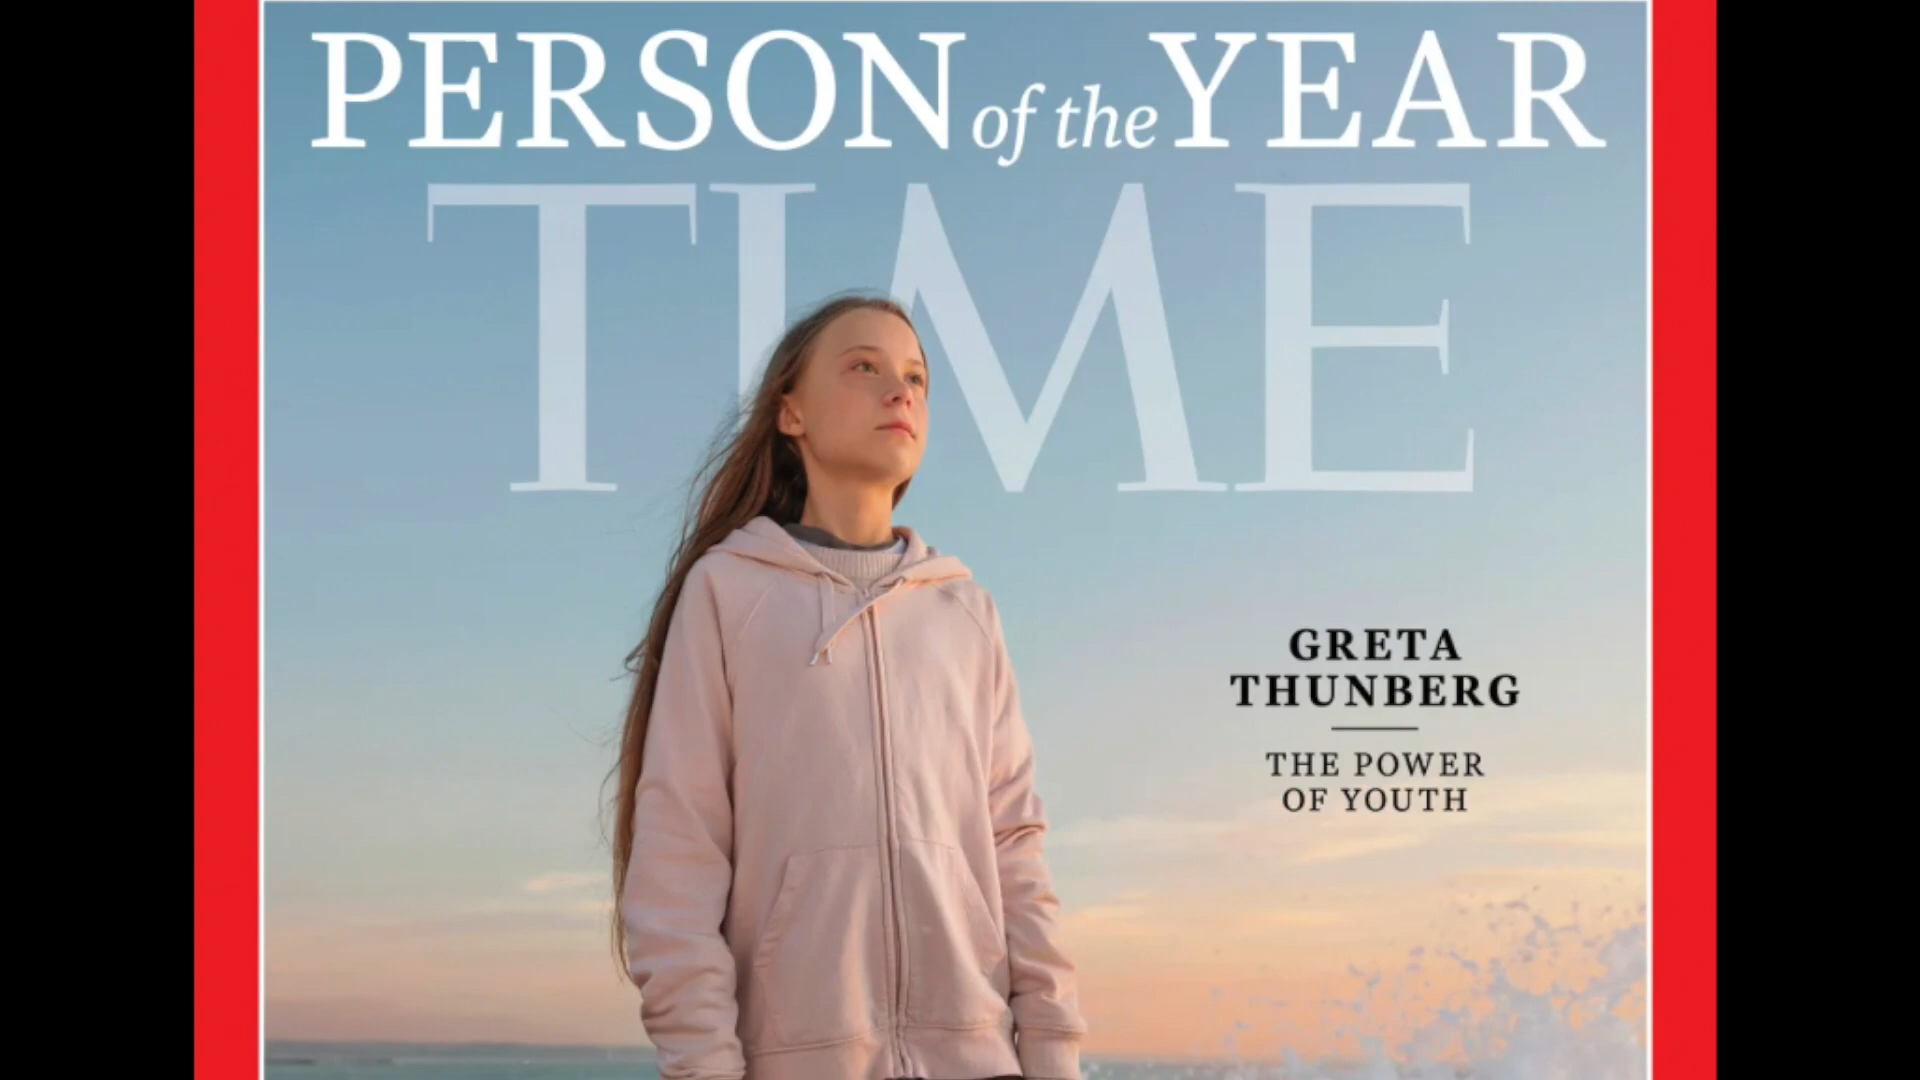 PERSON of the YEAR
TIME
GRETA
THUNBERG
THE POWER
OF YOUTH